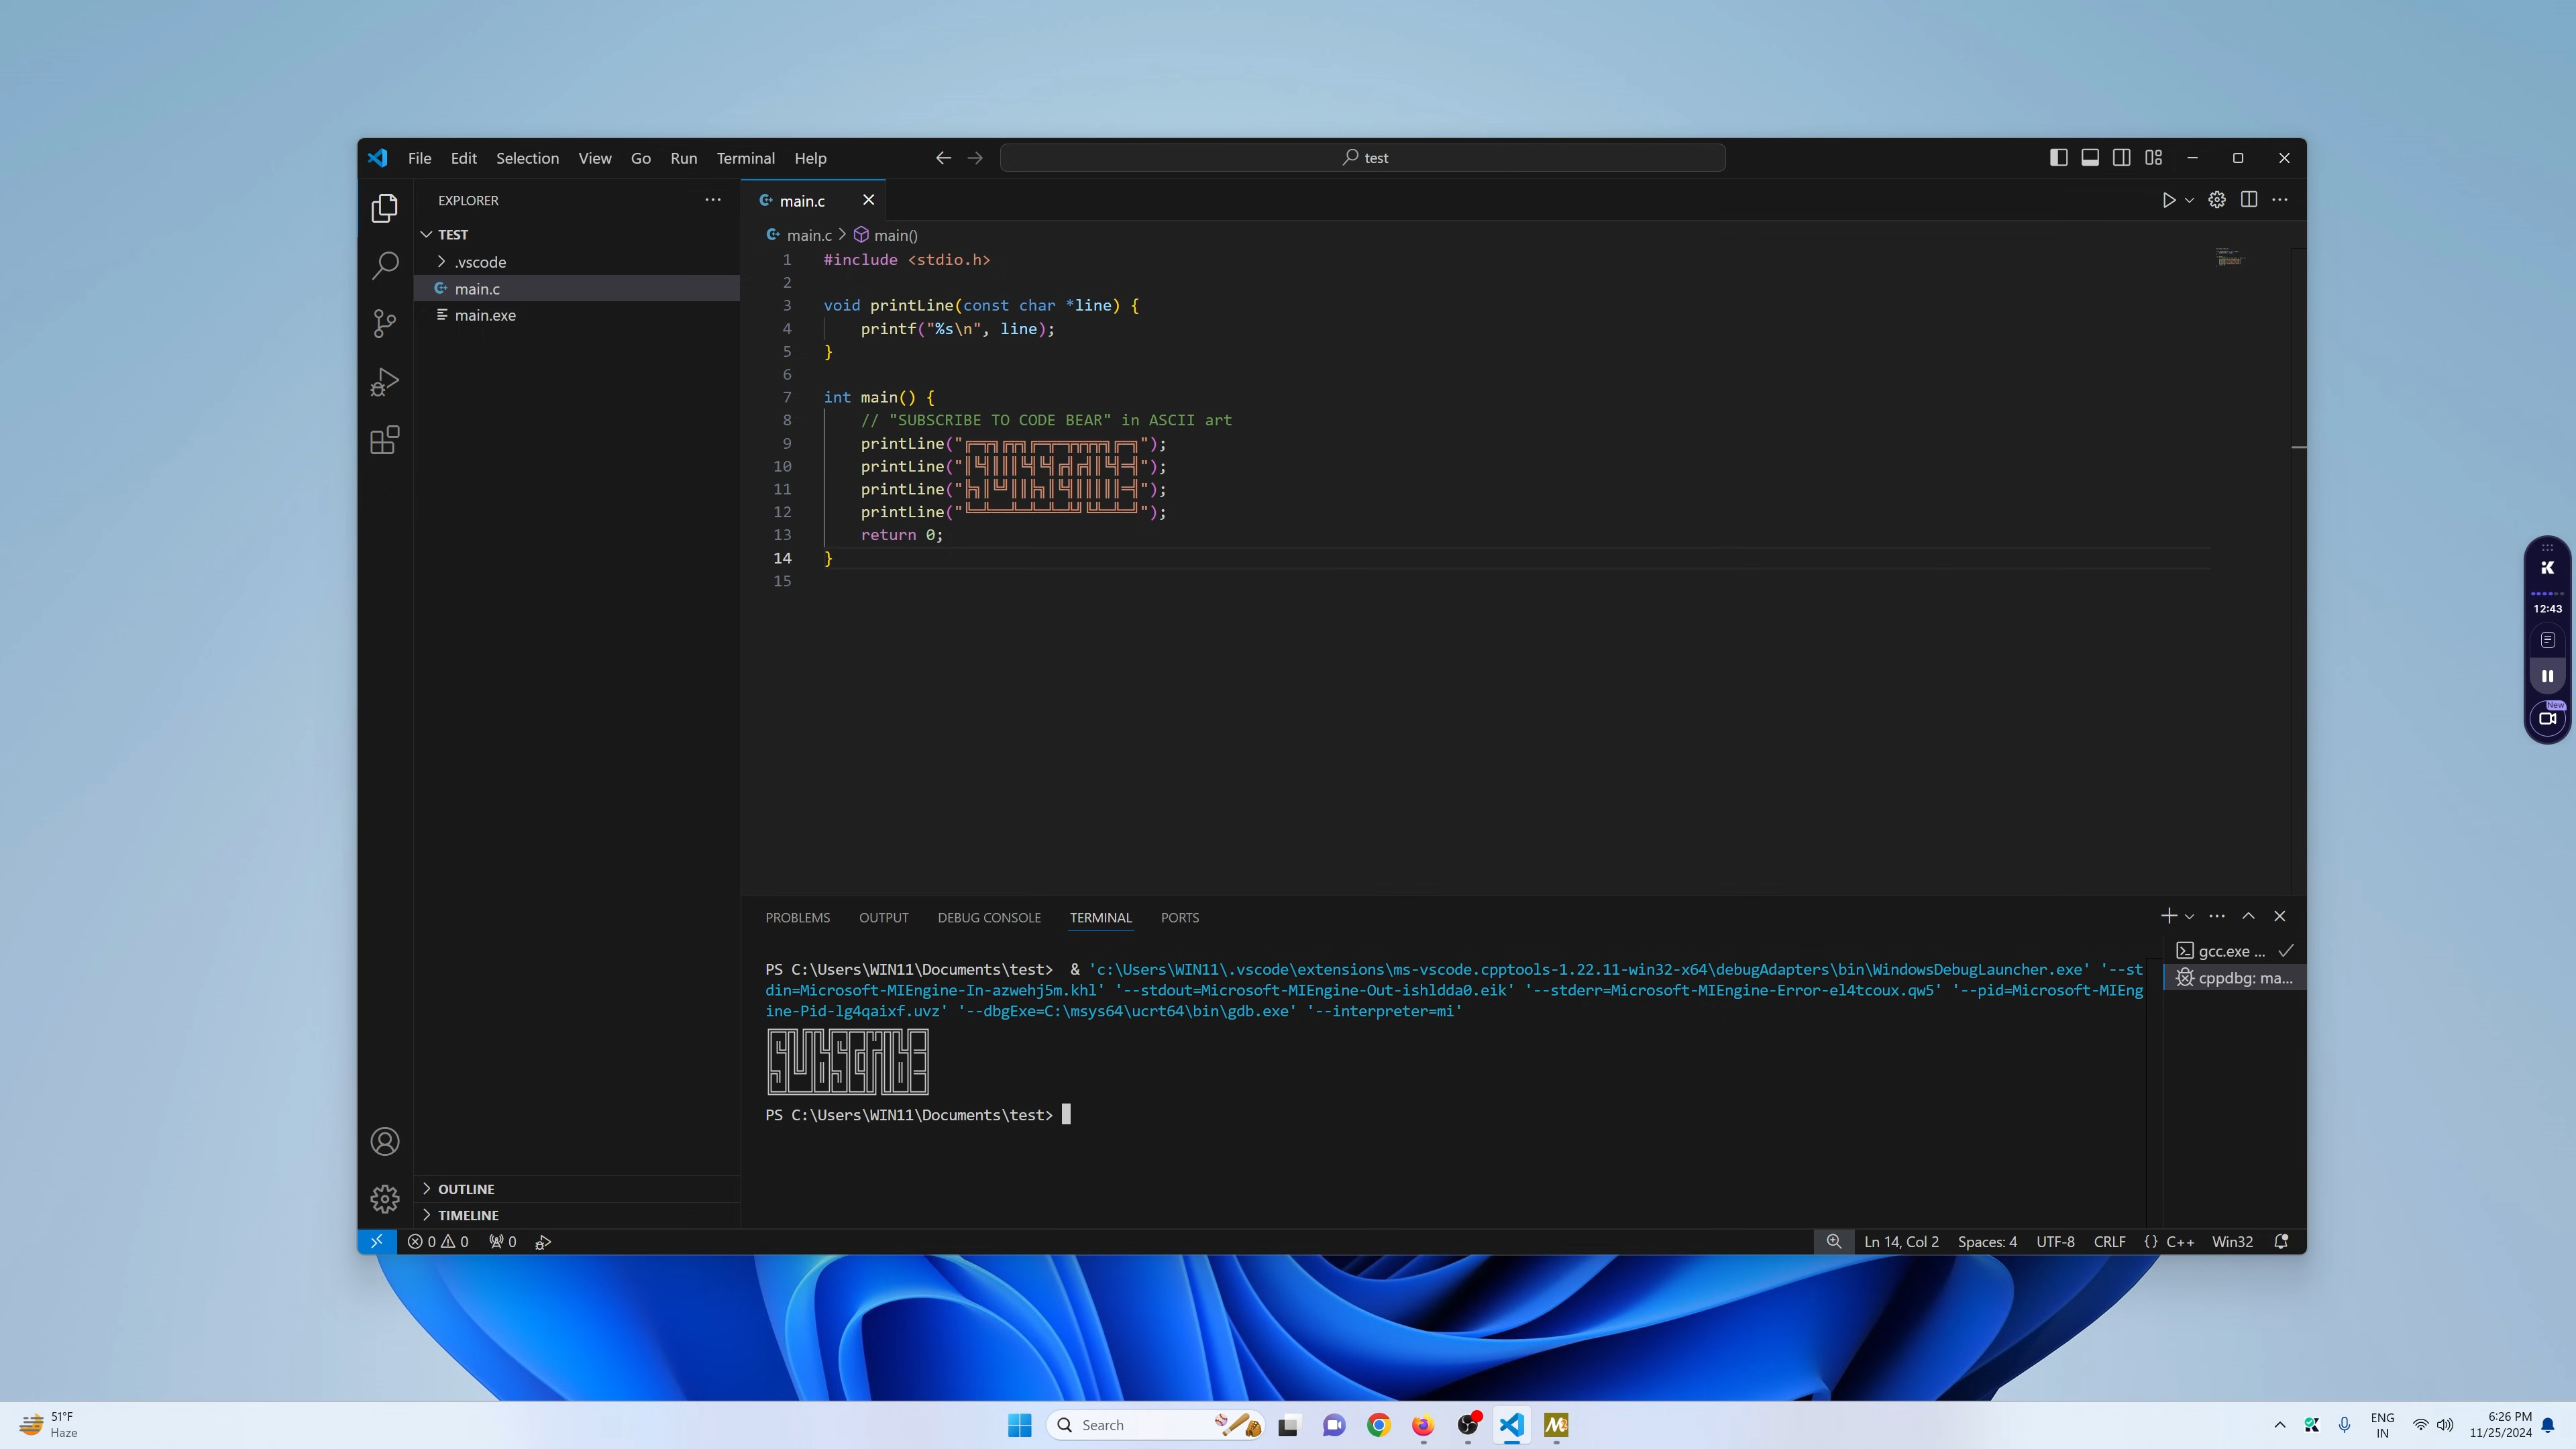 File Edit Selection View Go Run Terminal Help
test
EXPLORER
TEST
.vscode
main.c
main.exe
OUTLINE
TIMELINE
main.c
main.c > main()
1 #include <stdio.h>
2
3 void printLine(const char *line) {
4 printf("%s\n", line);
5 }
6
7 int main() {
8 // "SUBSCRIBE TO CODE BEAR" in ASCII art
9 printLine(" ");
10 printLine(" ");
11 printLine(" ");
12 printLine(" ");
13 return 0;
14 }
15
PROBLEMS OUTPUT DEBUG CONSOLE TERMINAL PORTS
PS C:\Users\WIN11\Documents\test> & 'c:\Users\WIN11\.vscode\extensions\ms-vscode.cpptools-1.22.11-win32-x64\debugAdapters\bin\WindowsDebugLauncher.exe' '--st
din=Microsoft-MIEngine-In-azwehj5m.khl' '--stdout=Microsoft-MIEngine-Out-ishldda0.eik' '--stderr=Microsoft-MIEngine-Error-el4tcoux.qw5' '--pid=Microsoft-MIEng
ine-Pid-lg4qaixf.uvz' '--dbgExe=C:\msys64\ucrt64\bin\gdb.exe' '--interpreter=mi'
SUBSCRIBE
PS C:\Users\WIN11\Documents\test>
gcc.exe ...
cppdbg: ma...
0 0 0
Ln 14, Col 2 Spaces: 4 UTF-8 CRLF {} C++ Win32
12:43
New
51°F
Haze
Search
ENG
IN
6:26 PM
11/25/2024